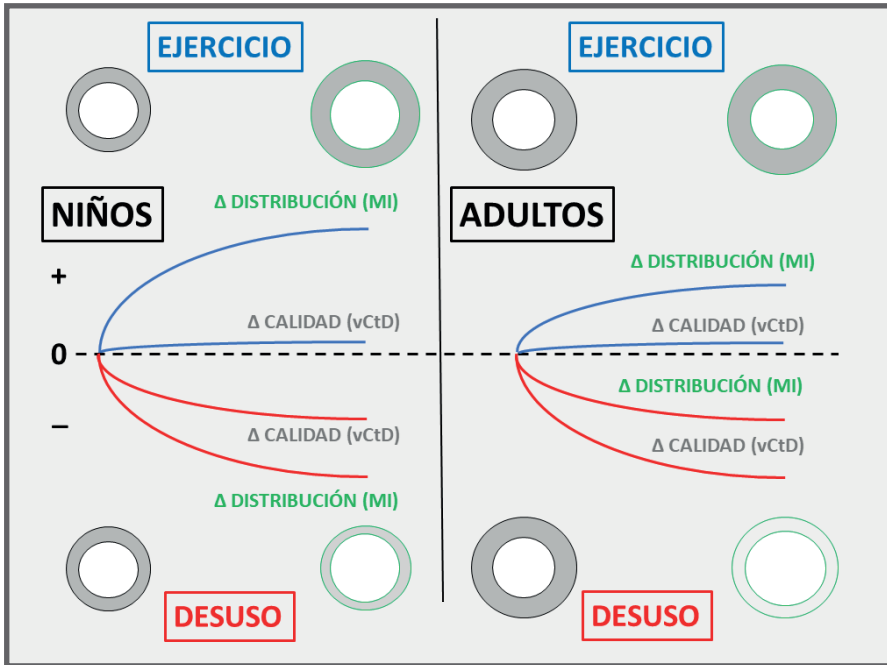 EJERCICIO
EJERCICIO
NIÑOS
Δ DISTRIBUCIÓN (MI)
ADULTOS
+
Δ DISTRIBUCIÓN (MI)
Δ CALIDAD (vCtD)
Δ CALIDAD (vCtD)
0
Δ DISTRIBUCIÓN (MI)
–
Δ CALIDAD (vCtD)
Δ CALIDAD (vCtD)
Δ DISTRIBUCIÓN (MI)
DESUSO
DESUSO